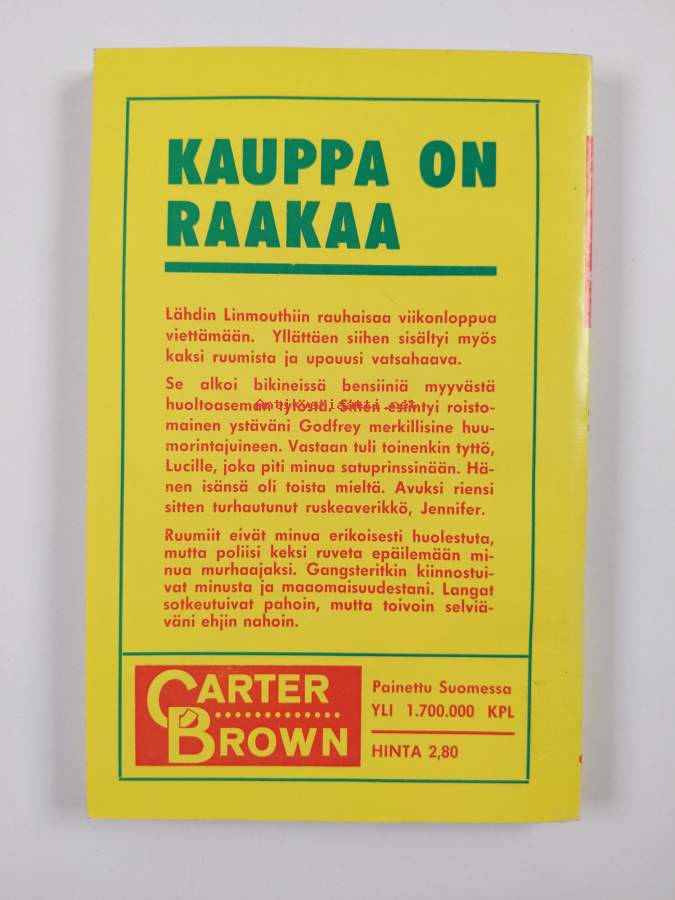 KAUPPA ON
RAAKAA
Lähdin Linmouthiin rauhaisaa viikonloppua
viettämään. Yllättäen siihen sisältyi myös
kaksi ruumista ja upouusi vatsahaava.
Se alkoi bikineissä bensiiniä myyvästä
Antikvariaatti.net
huoltoaseman tytöstä. Sitten esiintyi roisto-
mainen ystäväni Godfrey merkillisine huu-
morintajuineen. Vastaan tuli toinenkin tyttö,
Lucille, joka piti minua satuprinssinään. Hä-
nen isänsä oli toista mieltä. Avuksi riensi
sitten turhautunut ruskeaverikkö, Jennifer.
Ruumiit eivät minua erikoisesti huolestuta,
mutta poliisi keksi ruveta epäilemään mi-
nua murhaajaksi. Gangsteritkin kiinnostui-
vat minusta ja maaomaisuudestani. Langat
sotkeutuivat pahoin, mutta toivoin selviä-
väni ehjin nahoin.
CARTER
BROWN
Painettu Suomessa
YLI 1.700.000 KPL
HINTA 2,80